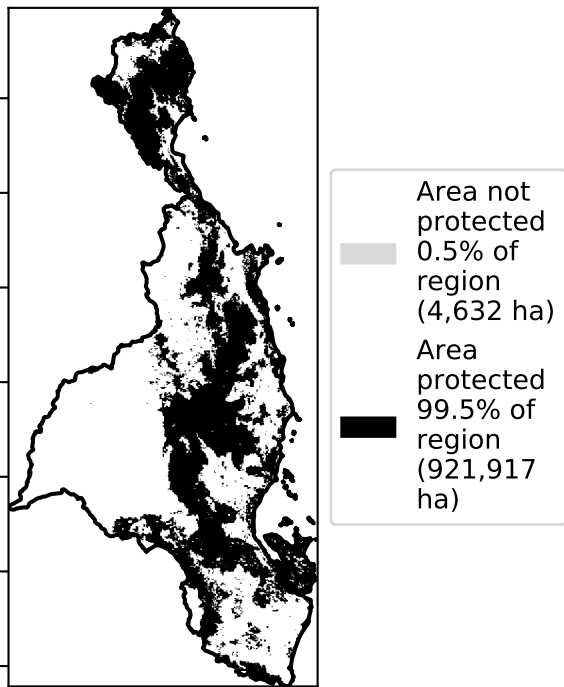 Area not
protected
0.5% of
region
(4,632 ha)
Area
protected
99.5% of
region
(921,917
ha)